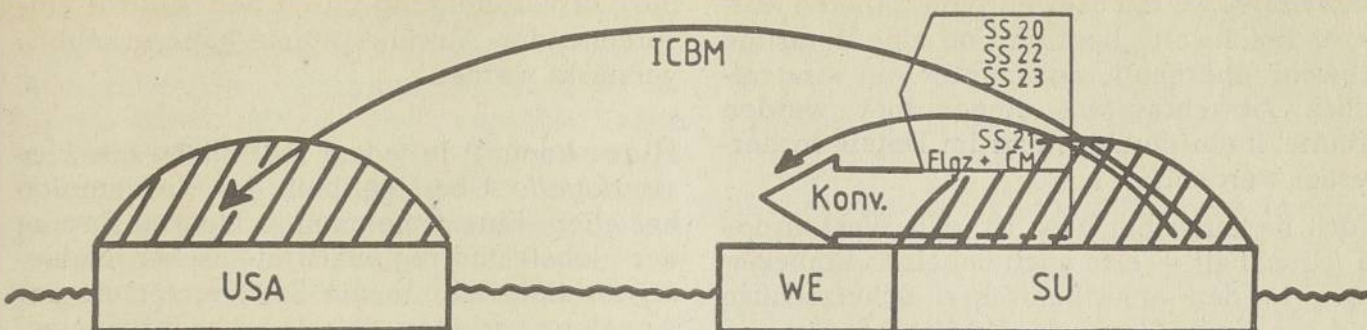 ICBM
SS 20
SS 22
SS 23
SS 21
Flgz + CM
Konv.
USA
WE
SU